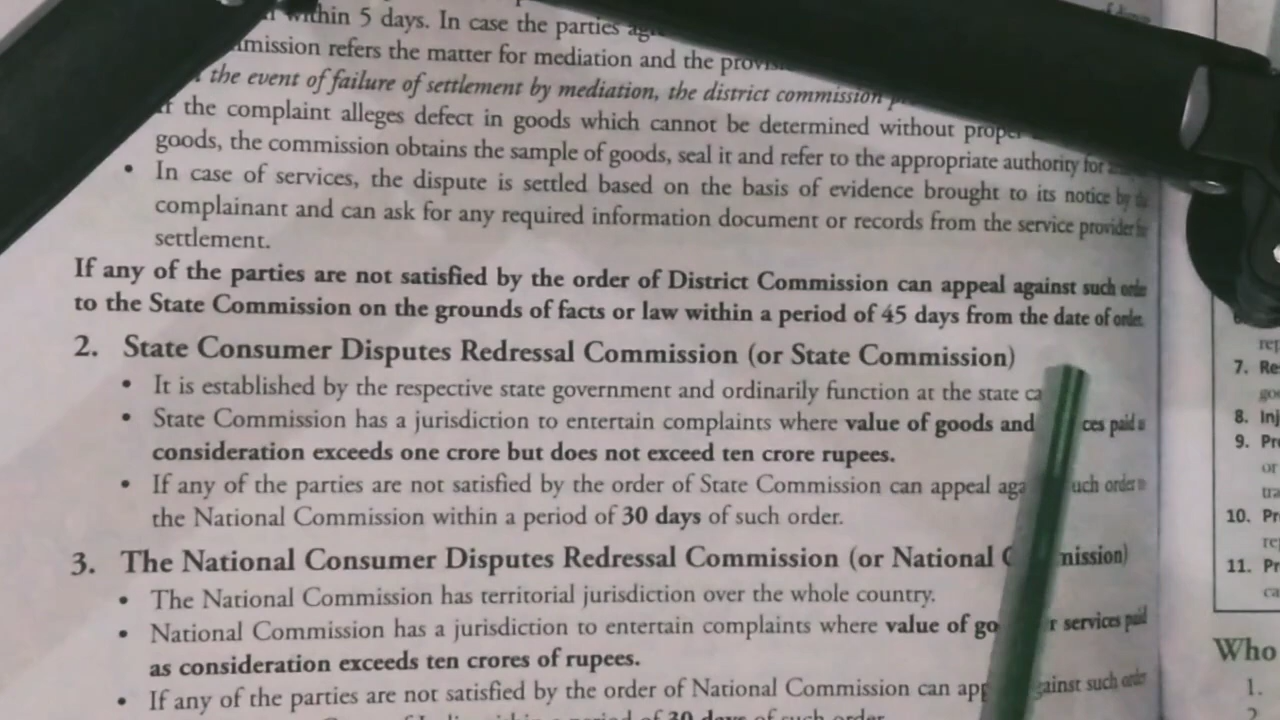 within 5 days. In case the parties
refers the matter for mediation and the
the event of failure of settlement by mediation, the district commission
the complaint alleges defect in goods which cannot be determined without
goods, the commission obtains the sample of goods, seal it and refer to the appropriate authority for
• In case of services, the dispute is settled based on the basis of evidence brought to its notice by
complainant and can ask for any required information document or records from the service provider
settlement.
If any of the parties are not satisfied by the order of District Commission can appeal against such order
to the State Commission on the grounds of facts or law within a period of 45 days from the date of order.
2. State Consumer Disputes Redressal Commission (or State Commission)
• It is established by the respective state government and ordinarily function at the state
• State Commission has a jurisdiction to entertain complaints where value of goods and paid
consideration exceeds one crore but does not exceed ten crore rupees.
• If any of the parties are not satisfied by the order of State Commission can appeal order
the National Commission within a period of 30 days of such order.
3. The National Consumer Disputes Redressal Commission (or National
• The National Commission has territorial jurisdiction over the whole country.
• National Commission has a jurisdiction to entertain complaints where value of services paid
as consideration exceeds ten crores of rupees.
• If any of the parties are not satisfied by the order of National Commission can such order
30 days of such order
7.
8.
9.
or
10.
11.
Who
1.
2